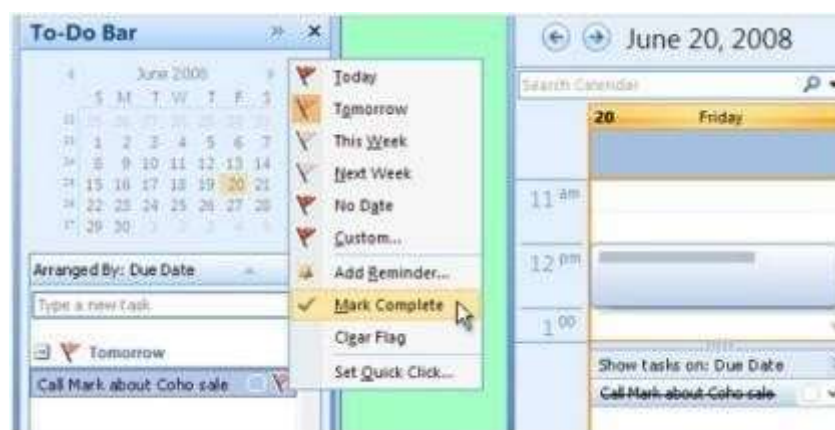 To-Do Bar
June 2008
S M T W T F S
1 2 3 4 5 6 7
8 9 10 11 12 13 14
15 16 17 18 19 20 21
22 23 24 25 26 27 28
29 30
Arranged By: Due Date
Type a new task
Tomorrow
Call Mark about Coho sale
Today
Tomorrow
This Week
Next Week
No Date
Custom...
Add Reminder...
Mark Complete
Clear Flag
Set Quick Click...
June 20, 2008
Search Calendar
20 Friday
11 am
12 pm
1 00
Show tasks on: Due Date
Call Mark about Coho sale